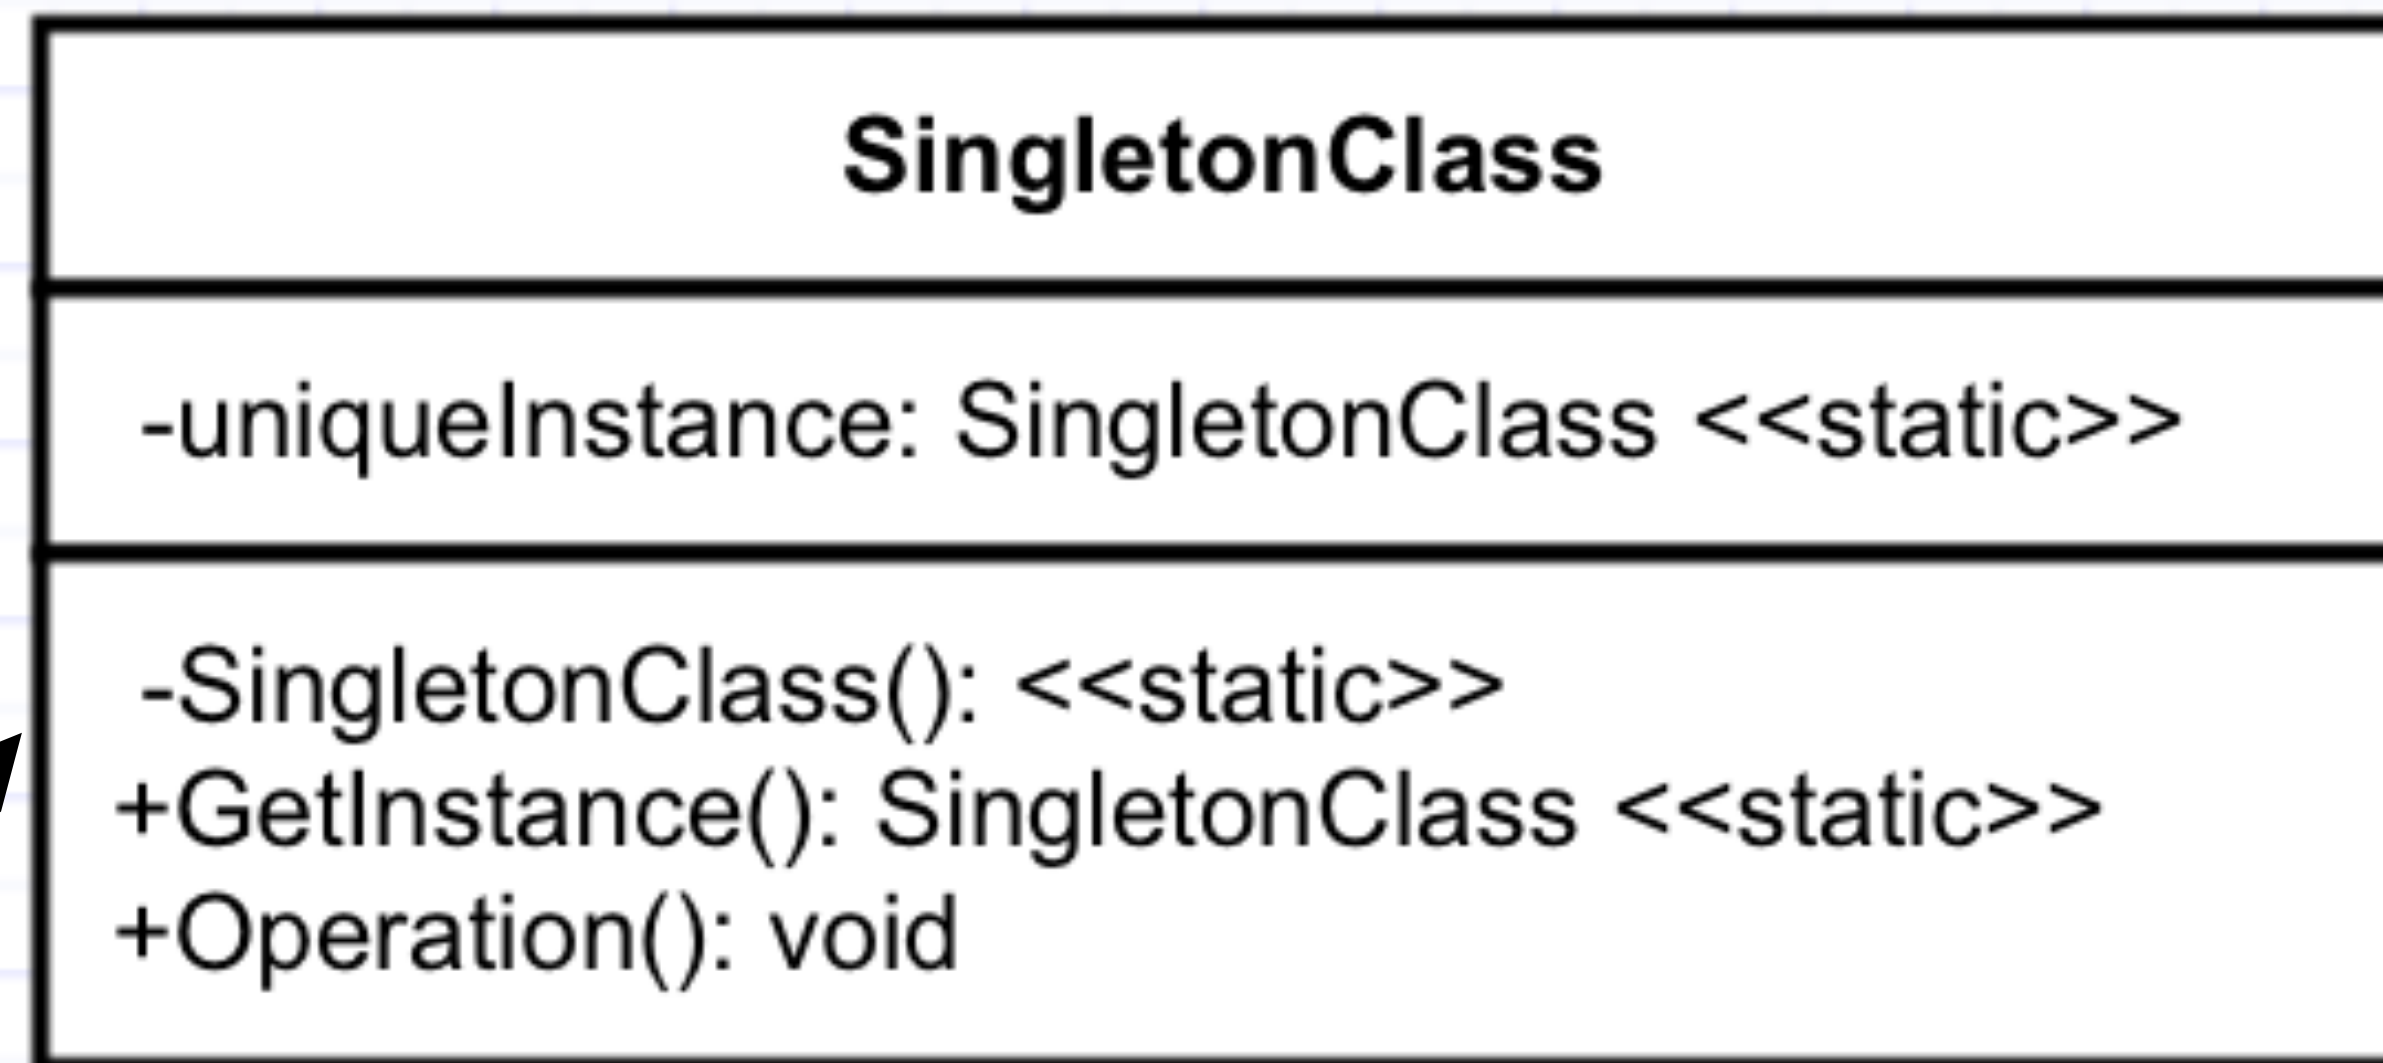 SingletonClass
-uniqueInstance: SingletonClass <<static>>
-SingletonClass(): <<static>>
+GetInstance(): SingletonClass <<static>>
+Operation(): void